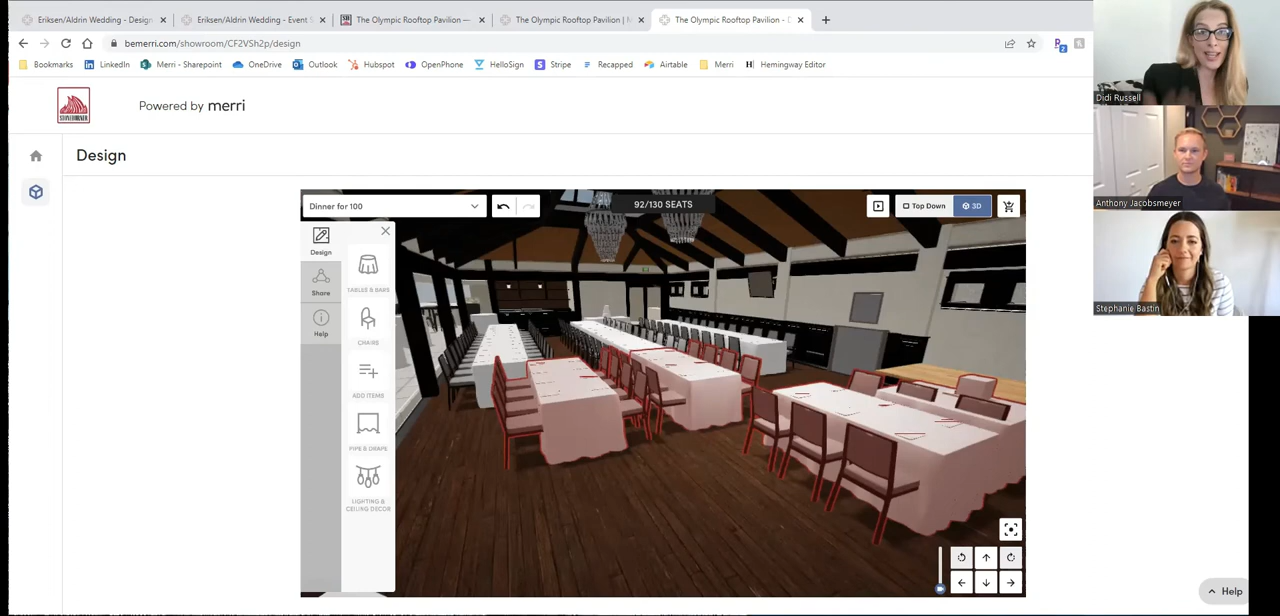 Eriksen/Aldrin Wedding - Design
Eriksen/Aldrin Wedding - Event S
The Olympic Rooftop Pavilion —
The Olympic Rooftop Pavilion | M
The Olympic Rooftop Pavilion - D
bemerri.com/showroom/CF2VSh2p/design
Bookmarks
LinkedIn
Merri - Sharepoint
OneDrive
Outlook
Hubspot
OpenPhone
HelloSign
Stripe
Recapped
Airtable
Merri
Hemingway Editor
Powered by merri
Design
Dinner for 100
92/130 SEATS
Top Down
3D
Design
Share
Help
TABLES & BARS
CHAIRS
ADD ITEMS
PIPE & DRAPE
LIGHTING &
CEILING DECOR
Help
Didi Russell
Anthony Jacobsmeyer
Stephanie Bastin